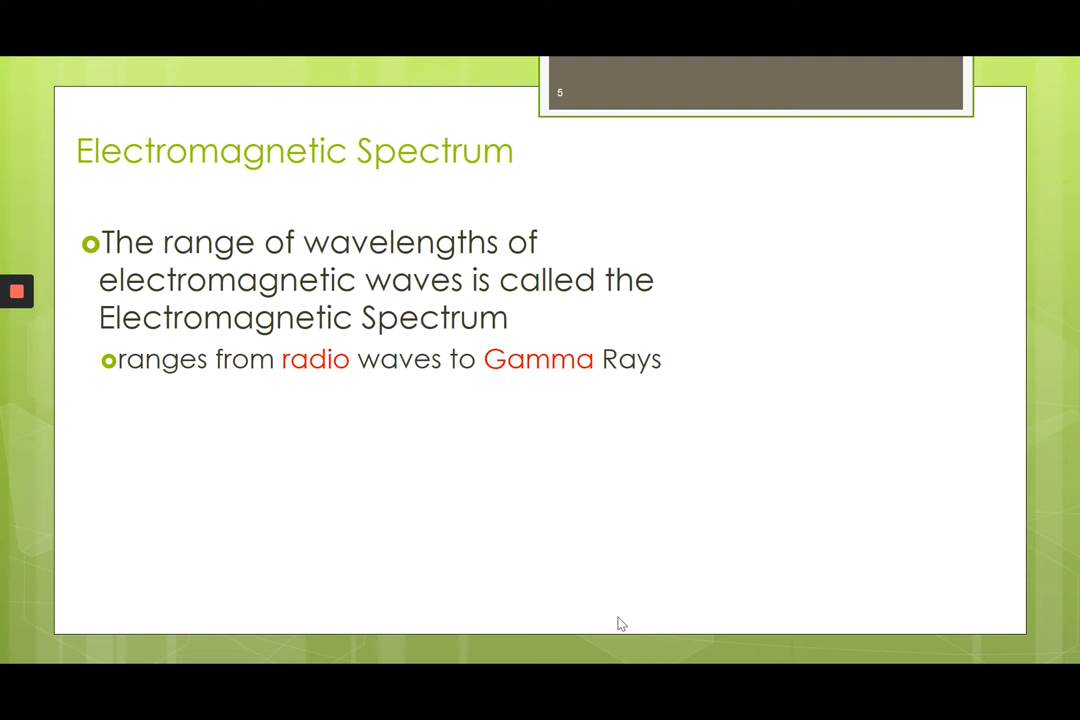 5
Electromagnetic Spectrum
The range of wavelengths of
electromagnetic waves is called the
Electromagnetic Spectrum
ranges from radio waves to Gamma Rays